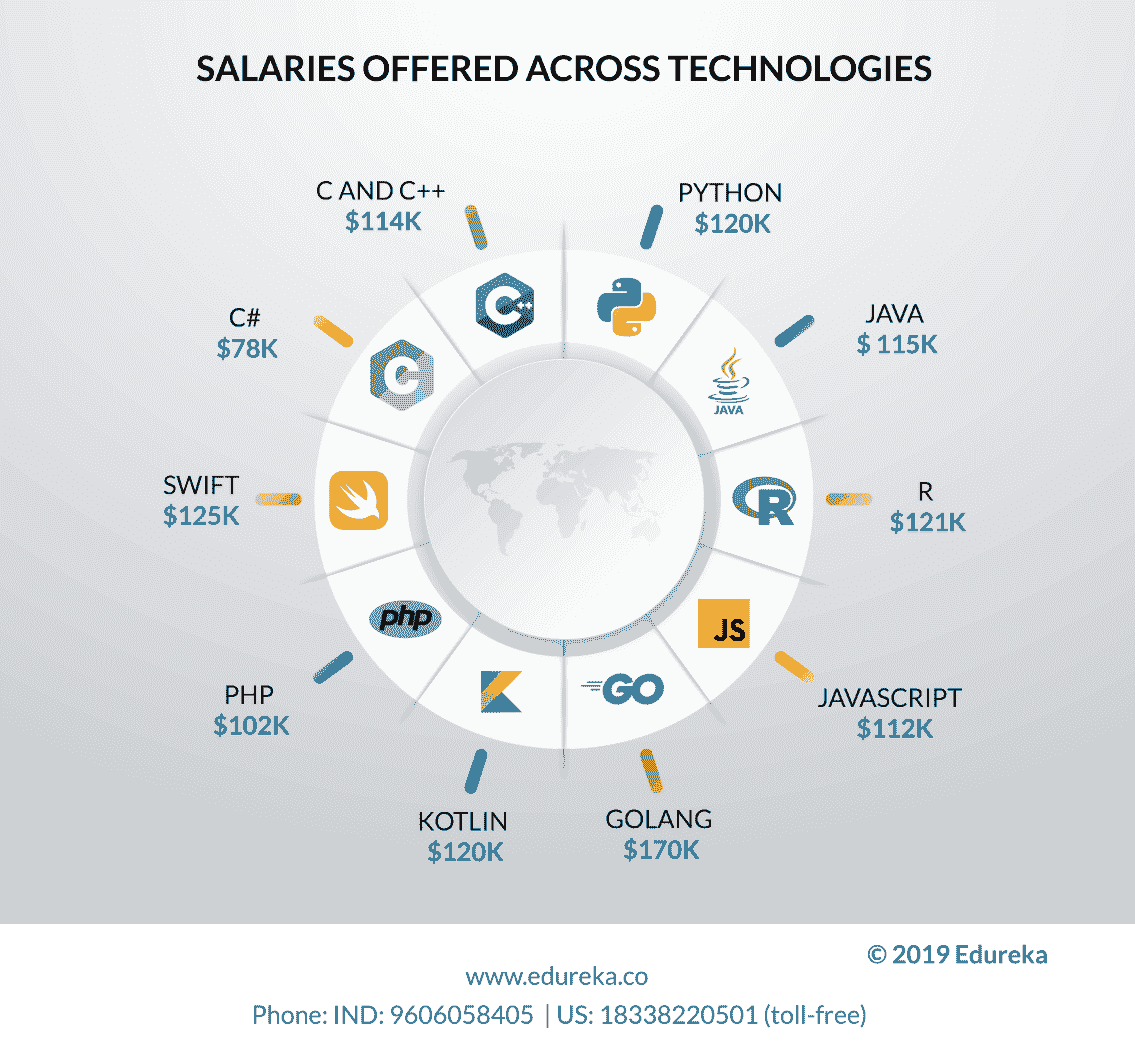 SALARIES OFFERED ACROSS TECHNOLOGIES
C AND C++
$114K
PYTHON
$120K
C#
$78K
JAVA
$ 115K
SWIFT
$125K
R
$121K
PHP
$102K
JAVASCRIPT
$112K
KOTLIN
$120K
GOLANG
$170K
C++
C
JAVA
R
php
JS
GO
© 2019 Edureka
www.edureka.co
Phone: IND: 9606058405 | US: 18338220501 (toll-free)